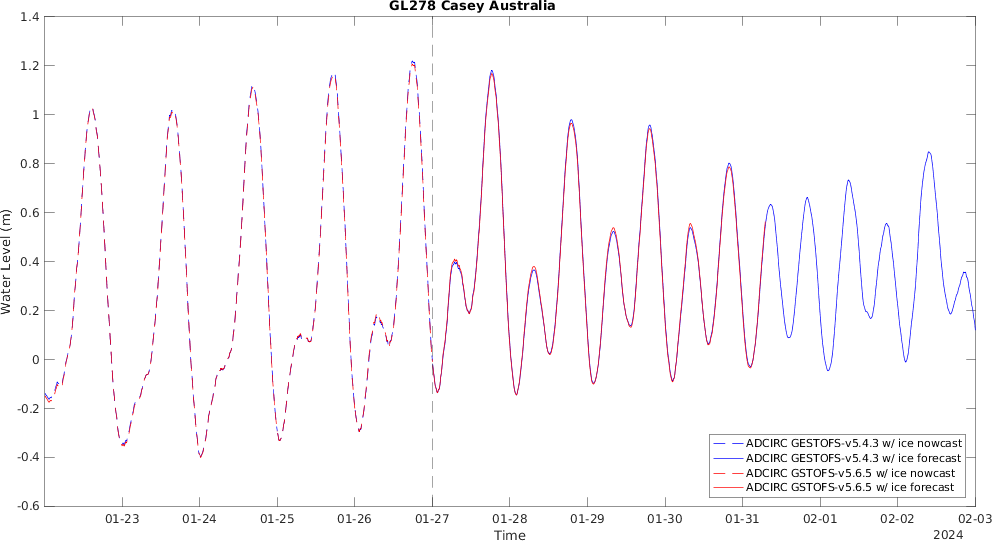 GL278 Casey Australia
1.4
1.2
1
0.8
0.6
0.4
0.2
0
-0.2
-0.4
-0.6
Water Level (m)
01-23 01-24 01-25 01-26 01-27 01-28 01-29 01-30 01-31 02-01 02-02 02-03
Time
2024
ADCIRC GESTOFS-v5.4.3 w/ ice nowcast
ADCIRC GESTOFS-v5.4.3 w/ ice forecast
ADCIRC GSTOFS-v5.6.5 w/ ice nowcast
ADCIRC GSTOFS-v5.6.5 w/ ice forecast